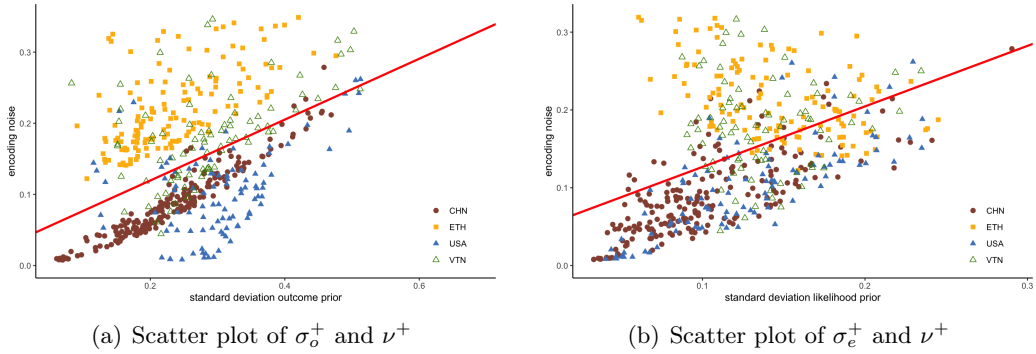 0.3
0.2
0.1
0.0
encoding noise
0.2
0.4
0.6
standard deviation outcome prior
CHN
ETH
USA
VTN
(a) Scatter plot of σₒ⁺ and ν⁺
0.3
0.2
0.1
0.0
encoding noise
0.1
0.2
0.3
standard deviation likelihood prior
CHN
ETH
USA
VTN
(b) Scatter plot of σₑ⁺ and ν⁺